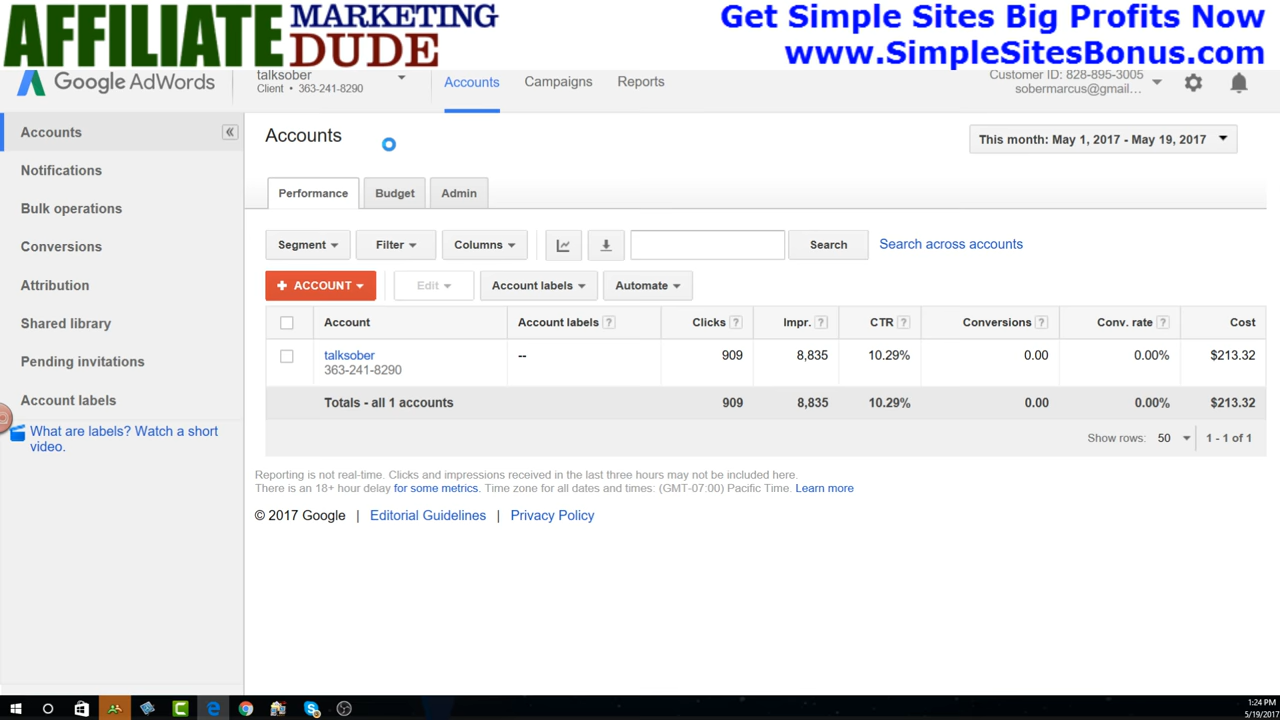 AFFILIATE MARKETING DUDE
Get Simple Sites Big Profits Now
www.SimpleSitesBonus.com
Google AdWords
talksober
Client • 363-241-8290
Accounts
Campaigns
Reports
Customer ID: 828-895-3005
sobermarcus@gmail...
Accounts
Notifications
Bulk operations
Conversions
Attribution
Shared library
Pending invitations
Account labels
What are labels? Watch a short
video.
Accounts
This month: May 1, 2017 - May 19, 2017
Performance
Budget
Admin
Segment
Filter
Columns
Search
Search across accounts
+ ACCOUNT
Edit
Account labels
Automate
Account Account labels ? Clicks ? Impr. ? CTR ? Conversions ? Conv. rate ? Cost
talksober -- 909 8,835 10.29% 0.00 0.00% $213.32
363-241-8290
Totals - all 1 accounts 909 8,835 10.29% 0.00 0.00% $213.32
Show rows: 50 1 - 1 of 1
Reporting is not real-time. Clicks and impressions received in the last three hours may not be included here.
There is an 18+ hour delay for some metrics. Time zone for all dates and times: (GMT-07:00) Pacific Time. Learn more
© 2017 Google | Editorial Guidelines | Privacy Policy
1:24 PM
5/19/2017